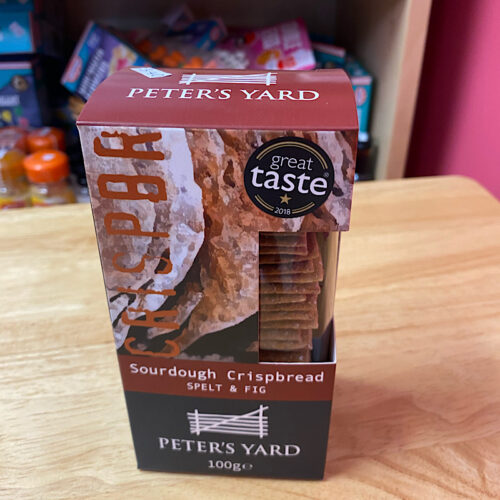 PETER'S YARD
CRISPBR
great
taste
2018
Sourdough Crispbread
SPELT & FIG
PETER'S YARD
100g℮